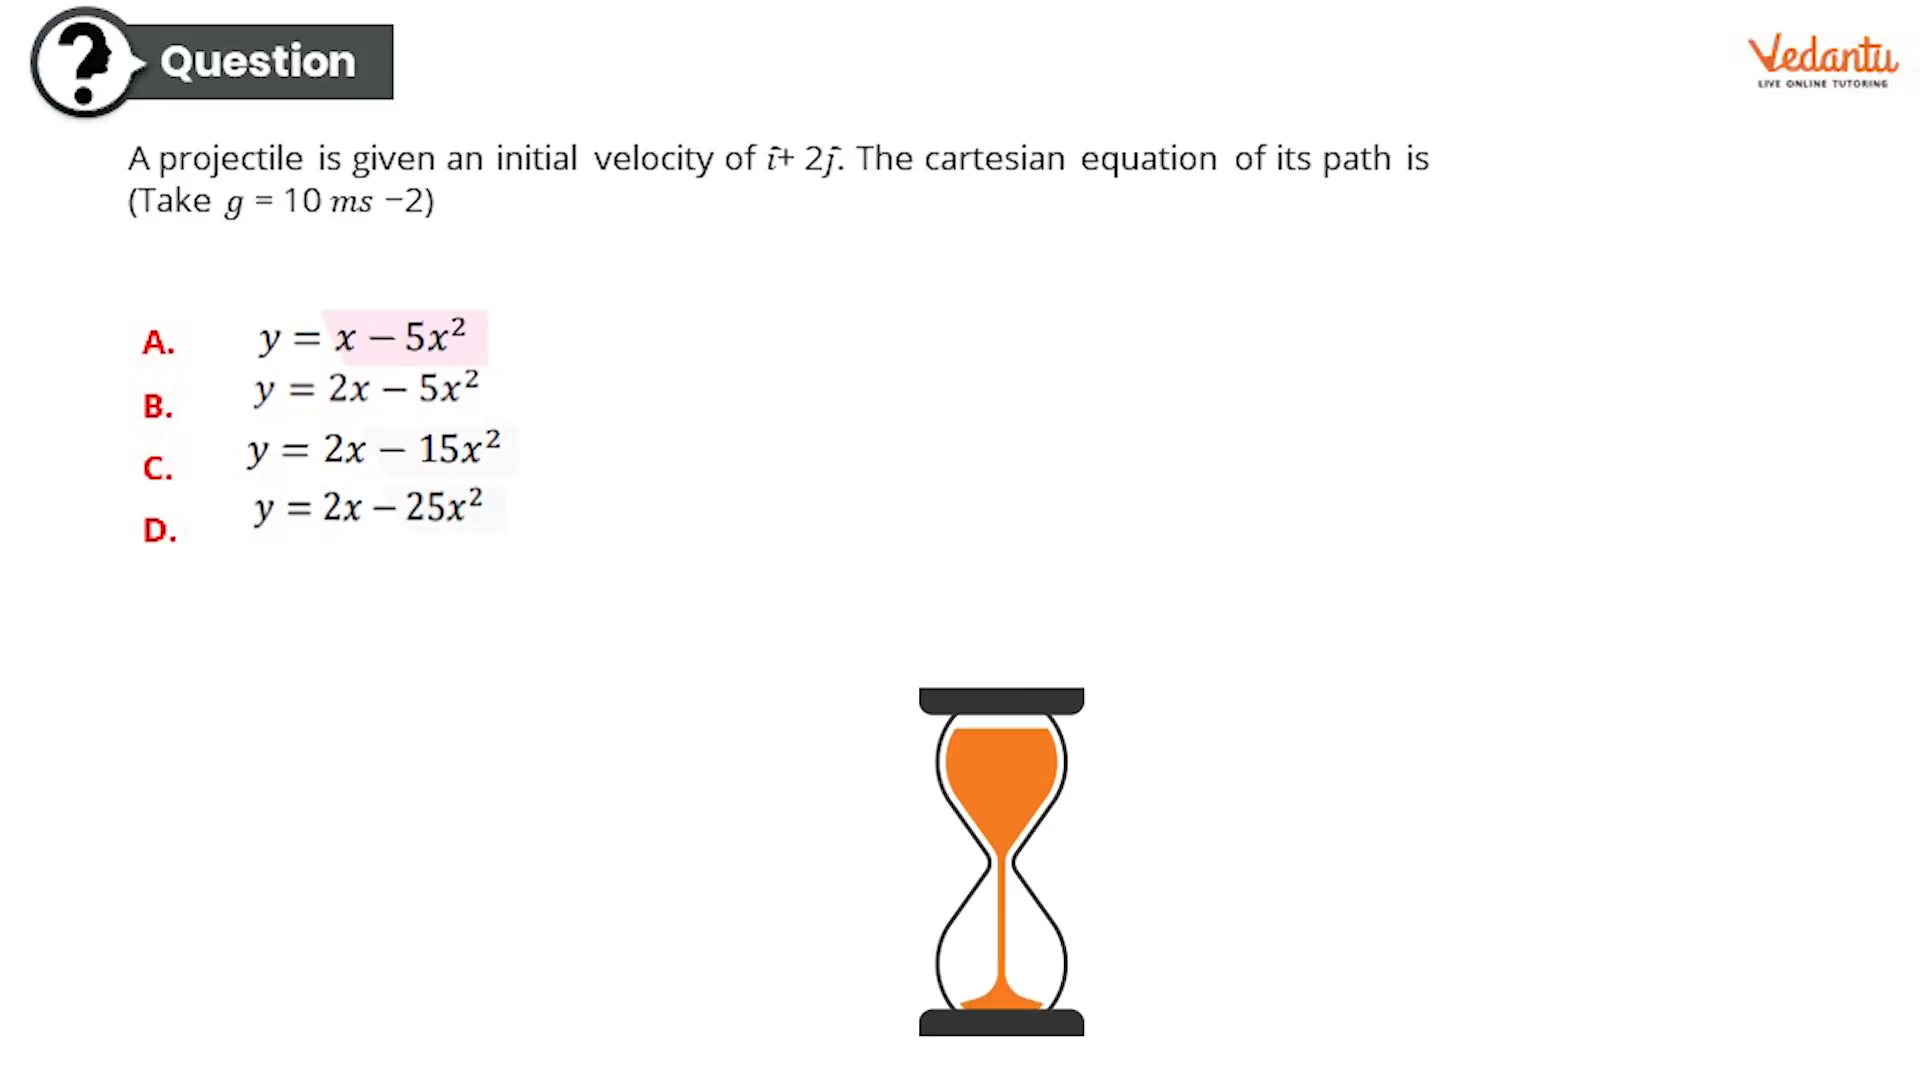 Question
Vedantu
LIVE ONLINE TUTORING
A projectile is given an initial velocity of î+ 2ĵ. The cartesian equation of its path is
(Take g = 10 ms −2)
A. y = x − 5x²
B. y = 2x − 5x²
C. y = 2x − 15x²
D. y = 2x − 25x²